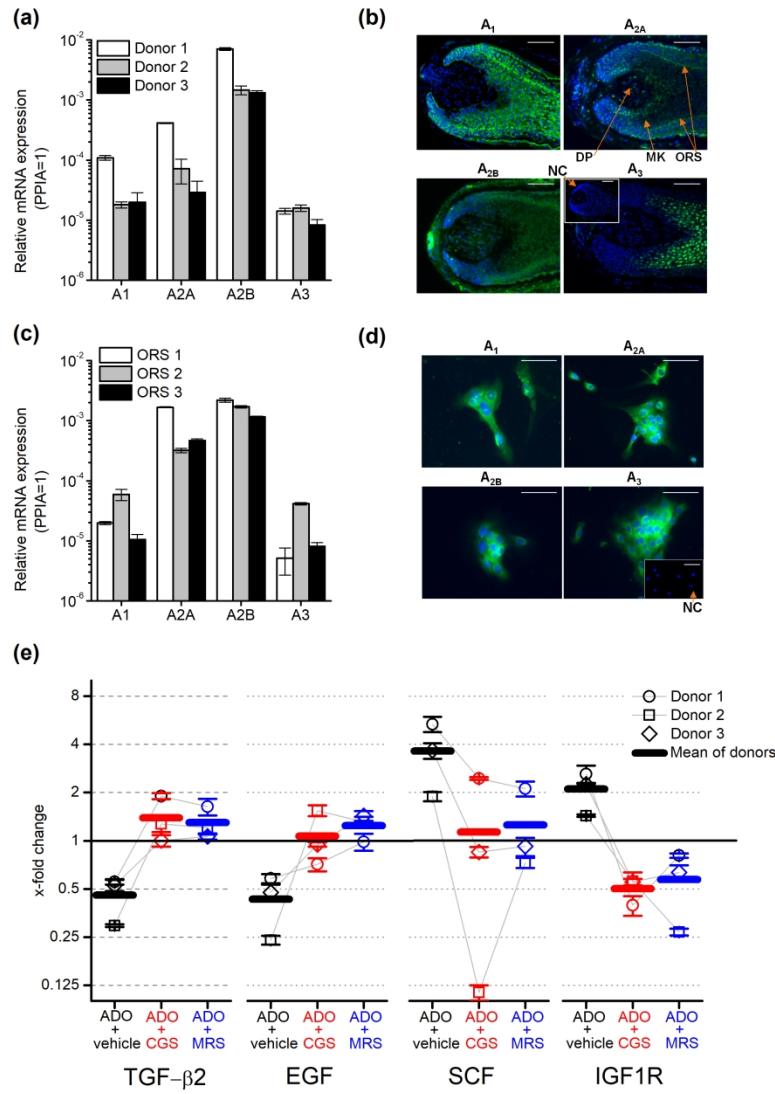 (a)
Relative mRNA expression
(PPIA=1)
10⁻²
10⁻³
10⁻⁴
10⁻⁵
10⁻⁶
Donor 1
Donor 2
Donor 3
A1 A2A A2B A3
(b)
A₁ A₂A
DP MK ORS
A₂B NC A₃
(c)
Relative mRNA expression
(PPIA=1)
10⁻²
10⁻³
10⁻⁴
10⁻⁵
10⁻⁶
ORS 1
ORS 2
ORS 3
A1 A2A A2B A3
(d)
A₁ A₂A
A₂B A₃
NC
(e)
x-fold change
8
4
2
1
0.5
0.25
0.125
Donor 1
Donor 2
Donor 3
Mean of donors
ADO ADO ADO ADO ADO ADO ADO ADO ADO ADO ADO ADO
+ + + + + + + + + + + +
vehicle CGS MRS vehicle CGS MRS vehicle CGS MRS vehicle CGS MRS
TGF-β2 EGF SCF IGF1R